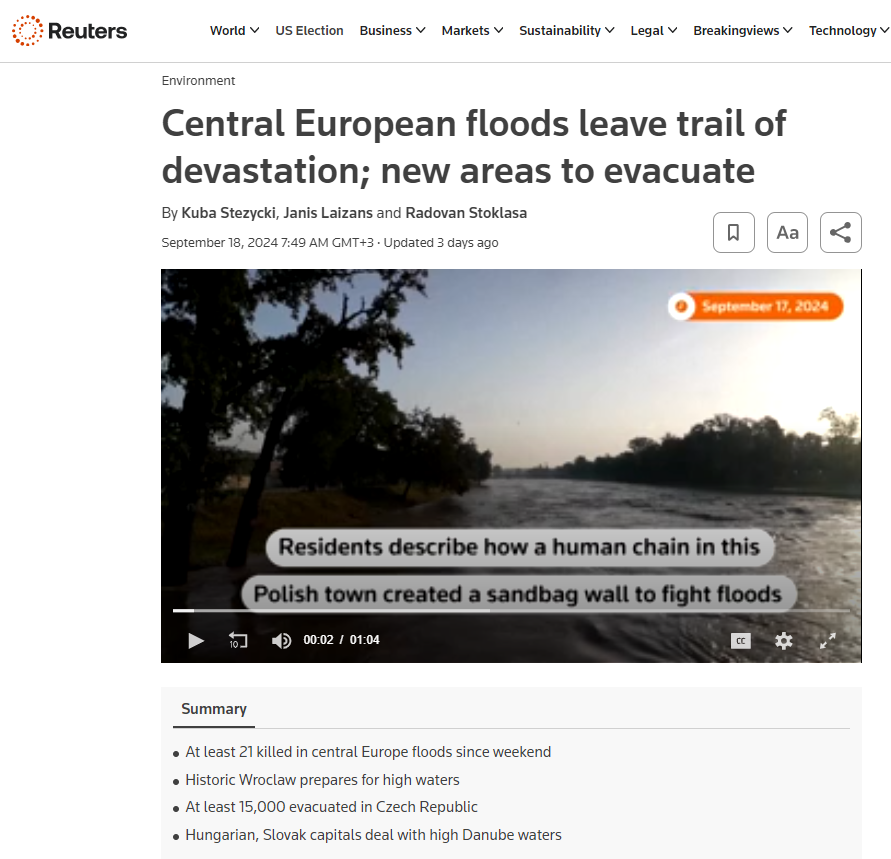 Reuters
World
US Election
Business
Markets
Sustainability
Legal
Breakingviews
Technology
Environment
Central European floods leave trail of
devastation; new areas to evacuate
By Kuba Stezycki, Janis Laizans and Radovan Stoklasa
September 18, 2024 7:49 AM GMT+3 · Updated 3 days ago
Aa
September 17, 2024
Residents describe how a human chain in this
Polish town created a sandbag wall to fight floods
10
00:02 / 01:04
CC
Summary
At least 21 killed in central Europe floods since weekend
Historic Wroclaw prepares for high waters
At least 15,000 evacuated in Czech Republic
Hungarian, Slovak capitals deal with high Danube waters